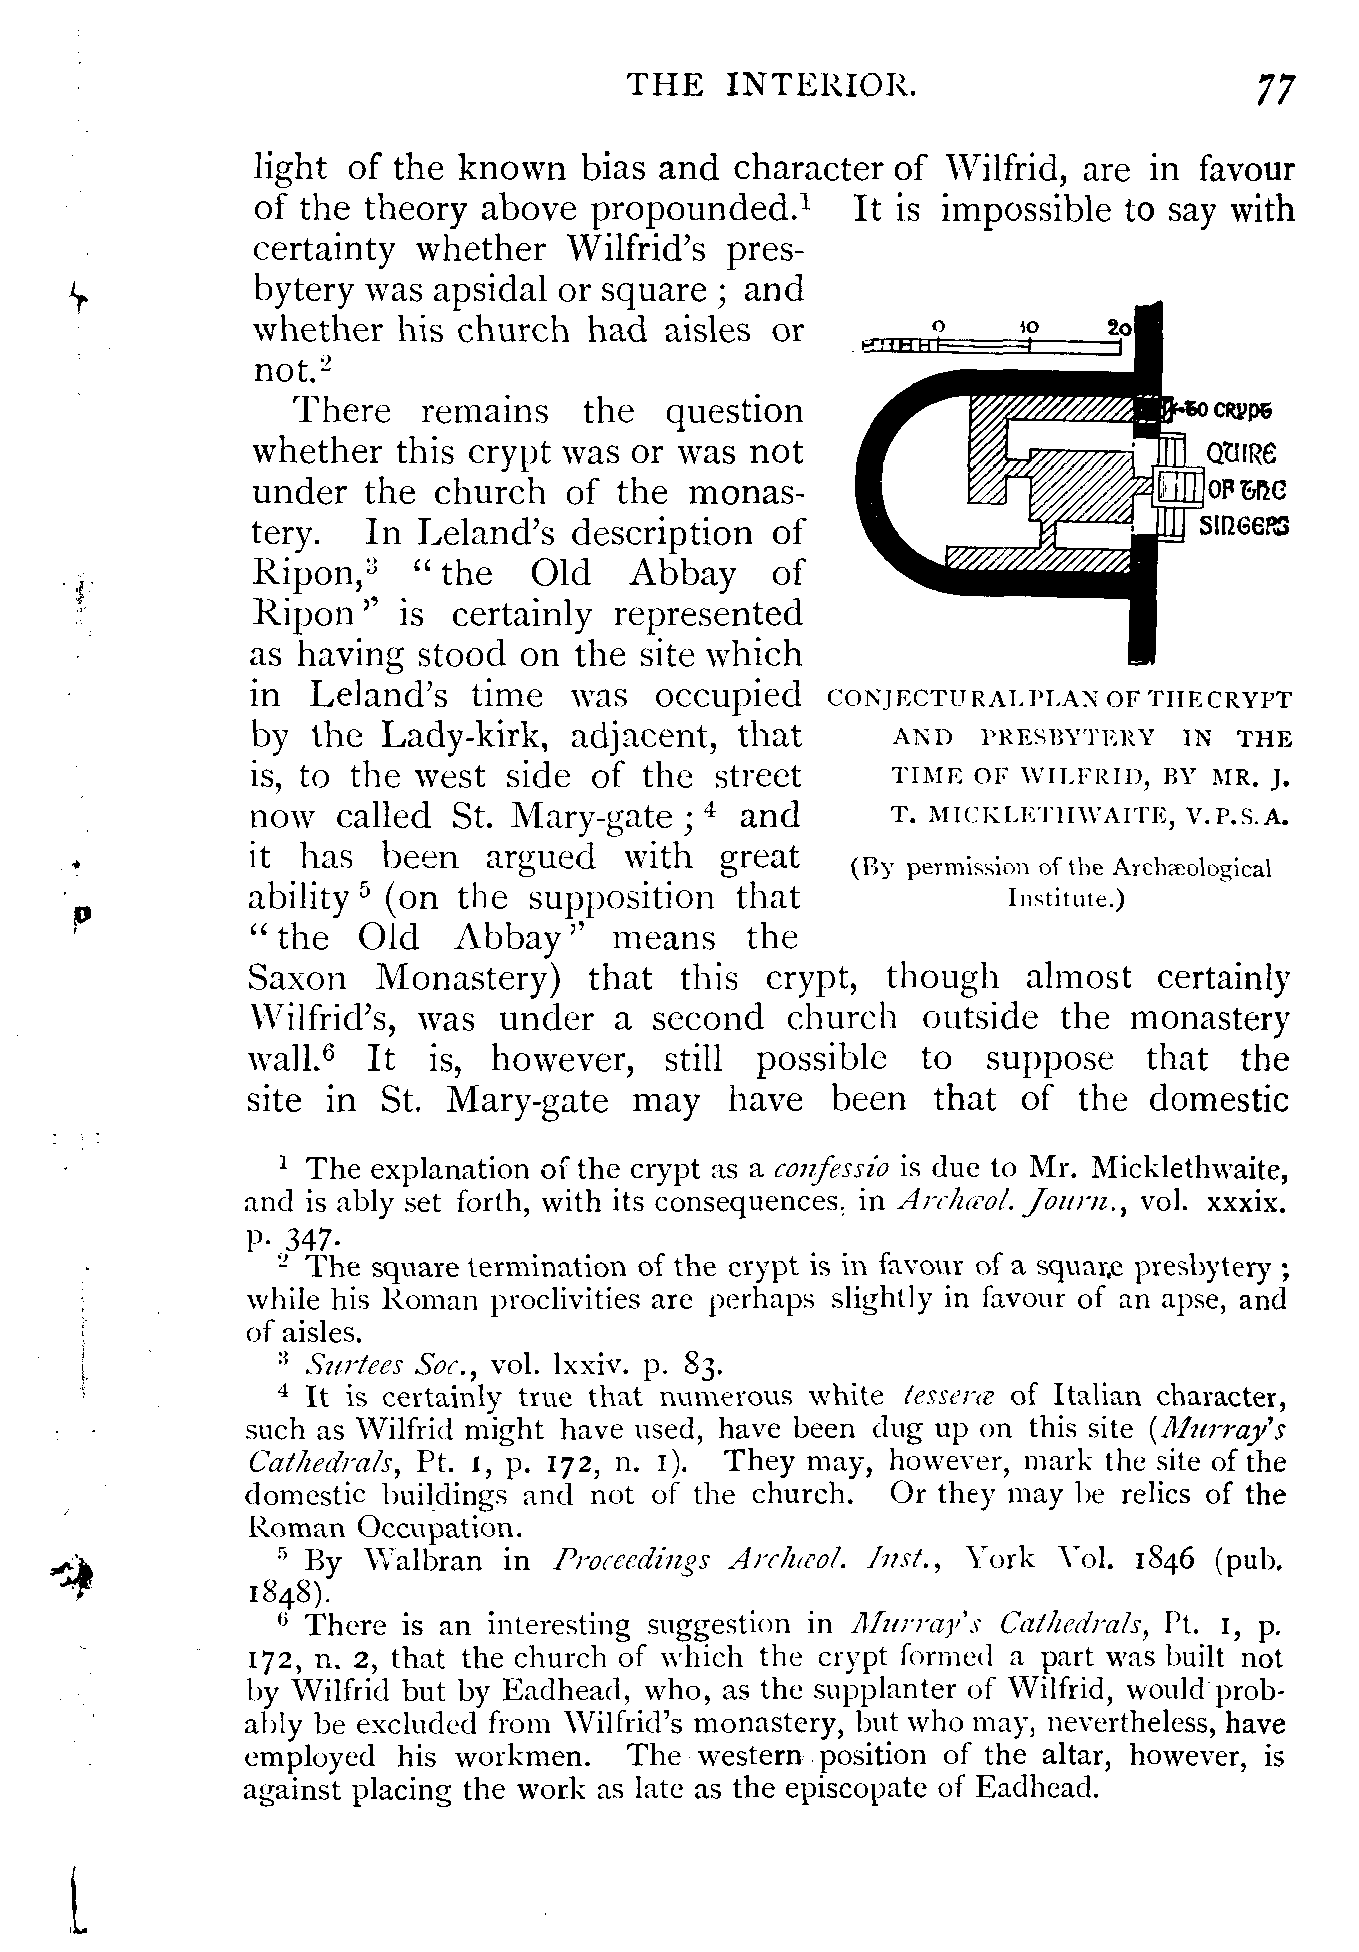 THE INTERIOR. 77
light of the known bias and character of Wilfrid, are in favour
of the theory above propounded.¹ It is impossible to say with
certainty whether Wilfrid's pres-
bytery was apsidal or square ; and
whether his church had aisles or
not.²
There remains the question
whether this crypt was or was not
under the church of the monas-
tery. In Leland's description of
Ripon,³ “ the Old Abbay of
Ripon ” is certainly represented
as having stood on the site which
in Leland's time was occupied
by the Lady-kirk, adjacent, that
is, to the west side of the street
now called St. Mary-gate ; ⁴ and
it has been argued with great
ability ⁵ (on the supposition that
“ the Old Abbay ” means the
0 10 20
TO CRYPT
QUIRE
OF THE
SINGERS
CONJECTURAL PLAN OF THE CRYPT
AND PRESBYTERY IN THE
TIME OF WILFRID, BY MR. J.
T. MICKLETHWAITE, V.P.S.A.
(By permission of the Archæological
Institute.)
Saxon Monastery) that this crypt, though almost certainly
Wilfrid's, was under a second church outside the monastery
wall.⁶ It is, however, still possible to suppose that the
site in St. Mary-gate may have been that of the domestic
¹ The explanation of the crypt as a confessio is due to Mr. Micklethwaite,
and is ably set forth, with its consequences, in Archæol. Journ., vol. xxxix.
p. 347.
² The square termination of the crypt is in favour of a square presbytery ;
while his Roman proclivities are perhaps slightly in favour of an apse, and
of aisles.
³ Surtees Soc., vol. lxxiv. p. 83.
⁴ It is certainly true that numerous white tesseræ of Italian character,
such as Wilfrid might have used, have been dug up on this site (Murray's
Cathedrals, Pt. 1, p. 172, n. 1). They may, however, mark the site of the
domestic buildings and not of the church. Or they may be relics of the
Roman Occupation.
⁵ By Walbran in Proceedings Archæol. Inst., York Vol. 1846 (pub.
1848).
⁶ There is an interesting suggestion in Murray's Cathedrals, Pt. 1, p.
172, n. 2, that the church of which the crypt formed a part was built not
by Wilfrid but by Eadhead, who, as the supplanter of Wilfrid, would prob-
ably be excluded from Wilfrid's monastery, but who may, nevertheless, have
employed his workmen. The western position of the altar, however, is
against placing the work as late as the episcopate of Eadhead.